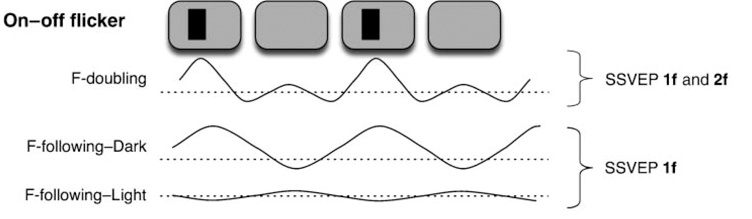 On–off flicker
F-doubling
SSVEP 1f and 2f
F-following–Dark
SSVEP 1f
F-following–Light